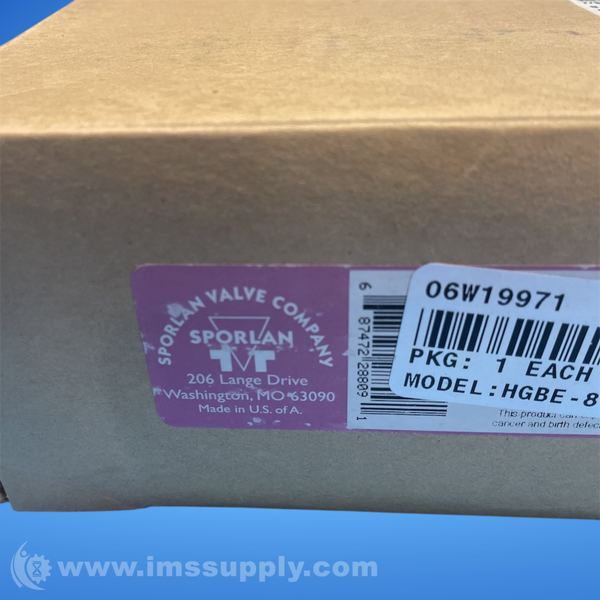 SPORLAN VALVE COMPANY
SPORLAN
206 Lange Drive
Washington, MO 63090
Made in U.S. of A.
6 87472 28809 1
06W19971
PKG: 1 EACH
MODEL:HGBE-8
This product can
cancer and birth defec
www.imssupply.com